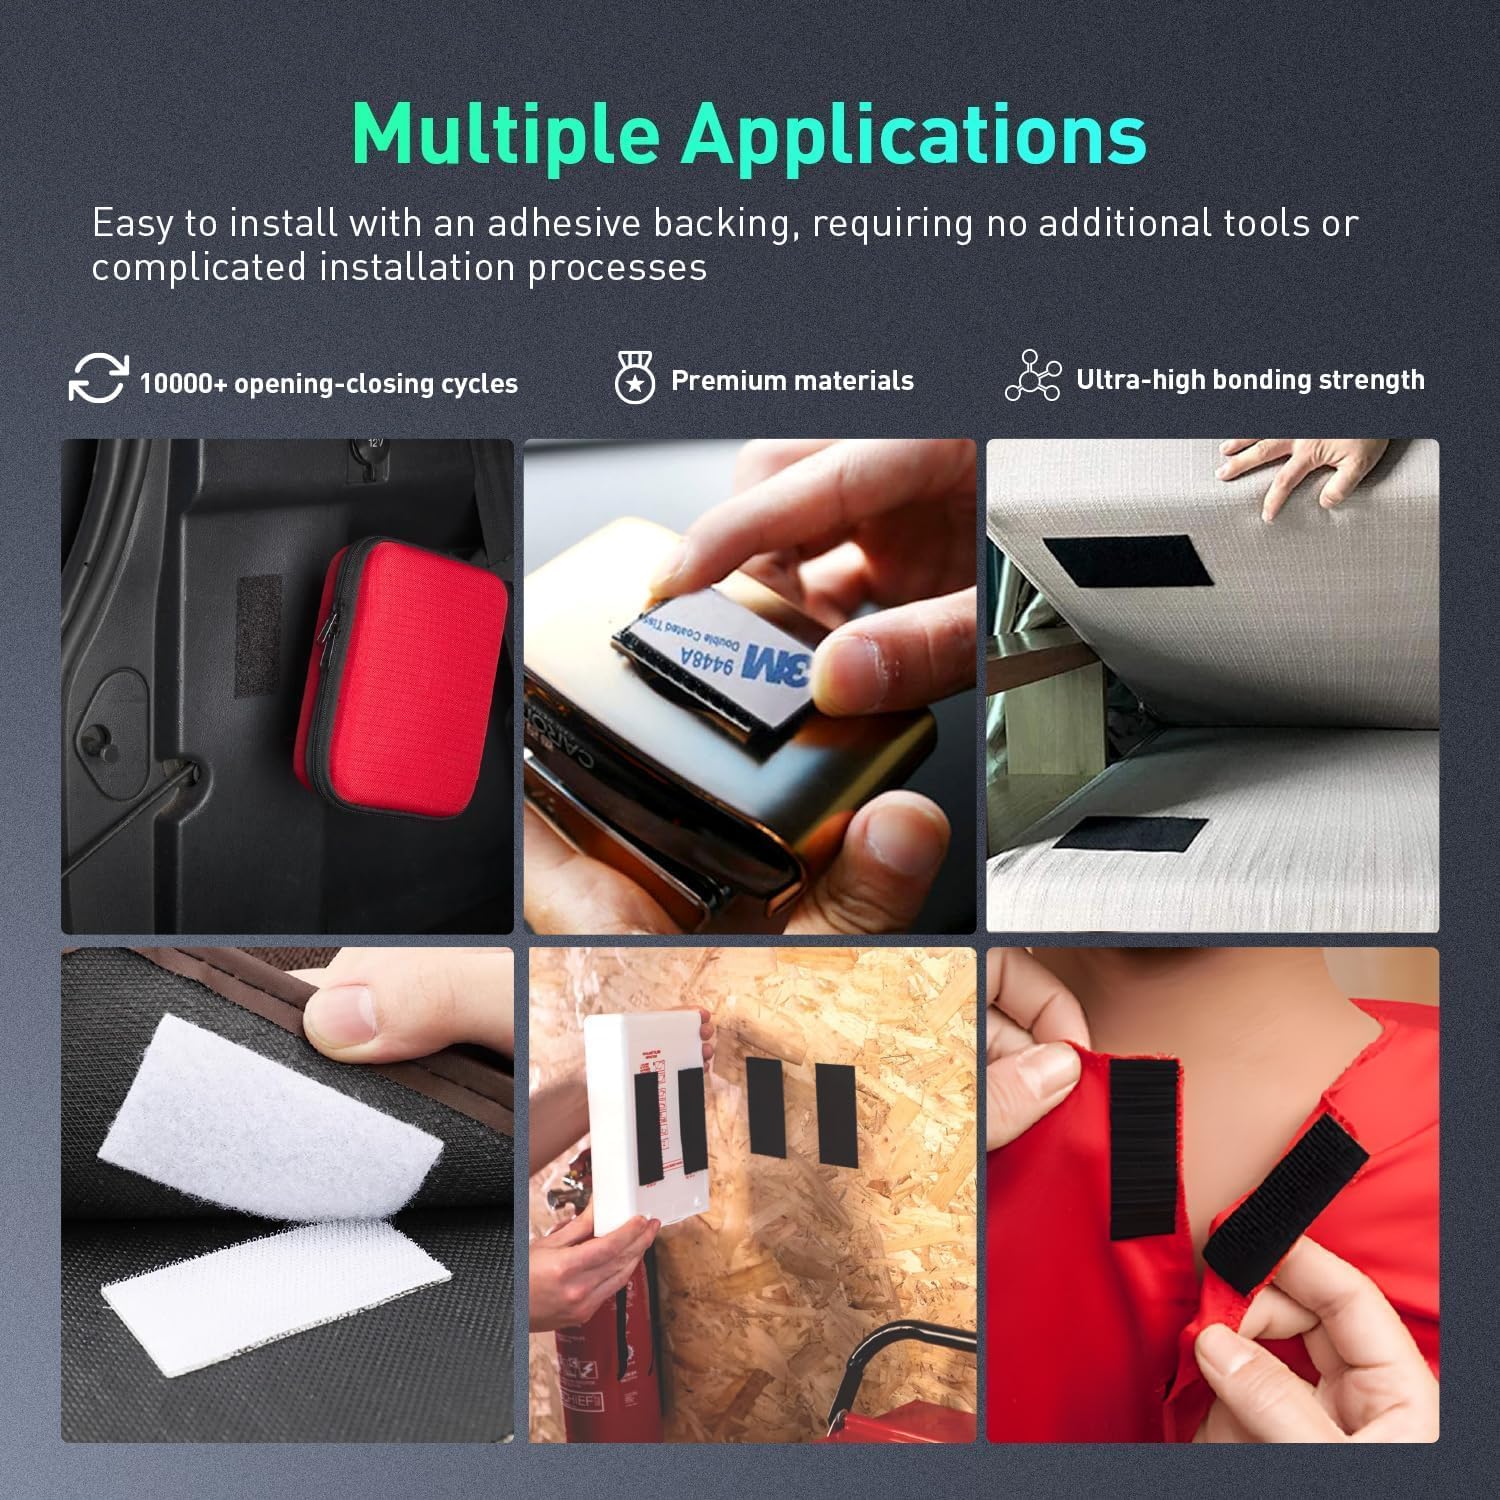 Multiple Applications
Easy to install with an adhesive backing, requiring no additional tools or
complicated installation processes
10000+ opening-closing cycles
Premium materials
Ultra-high bonding strength
12V
3M
9448A
Double Coated Tiss
CHIEF